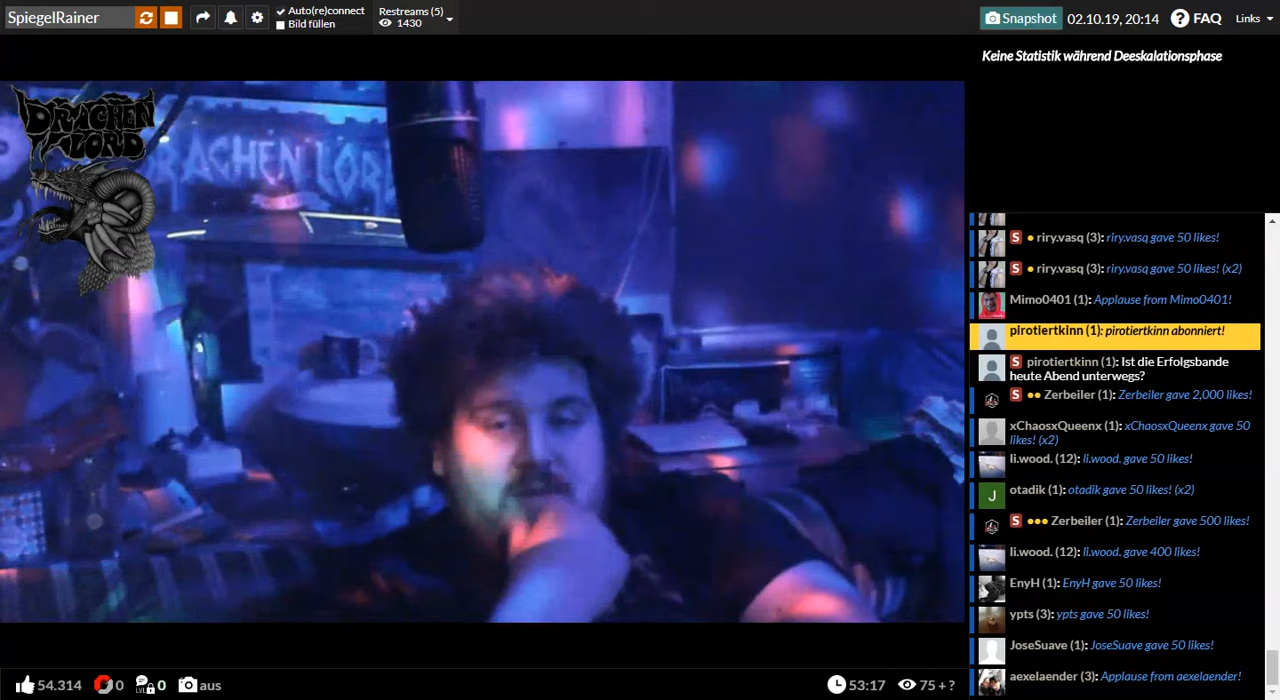 SpiegelRainer
Auto(re)connect
Bild füllen
Restreams (5)
1430
Snapshot
02.10.19, 20:14
FAQ
Links
Keine Statistik während Deeskalationsphase
DRACHEN
LORD
DRACHEN LORD
S riry.vasq (3): riry.vasq gave 50 likes!
S riry.vasq (3): riry.vasq gave 50 likes! (x2)
Mimo0401 (1): Applause from Mimo0401!
pirotiertkinn (1): pirotiertkinn abonniert!
S pirotiertkinn (1): Ist die Erfolgsbande
heute Abend unterwegs?
S Zerbeiler (1): Zerbeiler gave 2,000 likes!
xChaosxQueenx (1): xChaosxQueenx gave 50
likes! (x2)
li.wood. (12): li.wood. gave 50 likes!
J otadik (1): otadik gave 50 likes! (x2)
S Zerbeiler (1): Zerbeiler gave 500 likes!
li.wood. (12): li.wood. gave 400 likes!
EnyH (1): EnyH gave 50 likes!
ypts (3): ypts gave 50 likes!
JoseSuave (1): JoseSuave gave 50 likes!
aexelaender (3): Applause from aexelaender!
54.314
0
LVL 0
aus
53:17
75 + ?